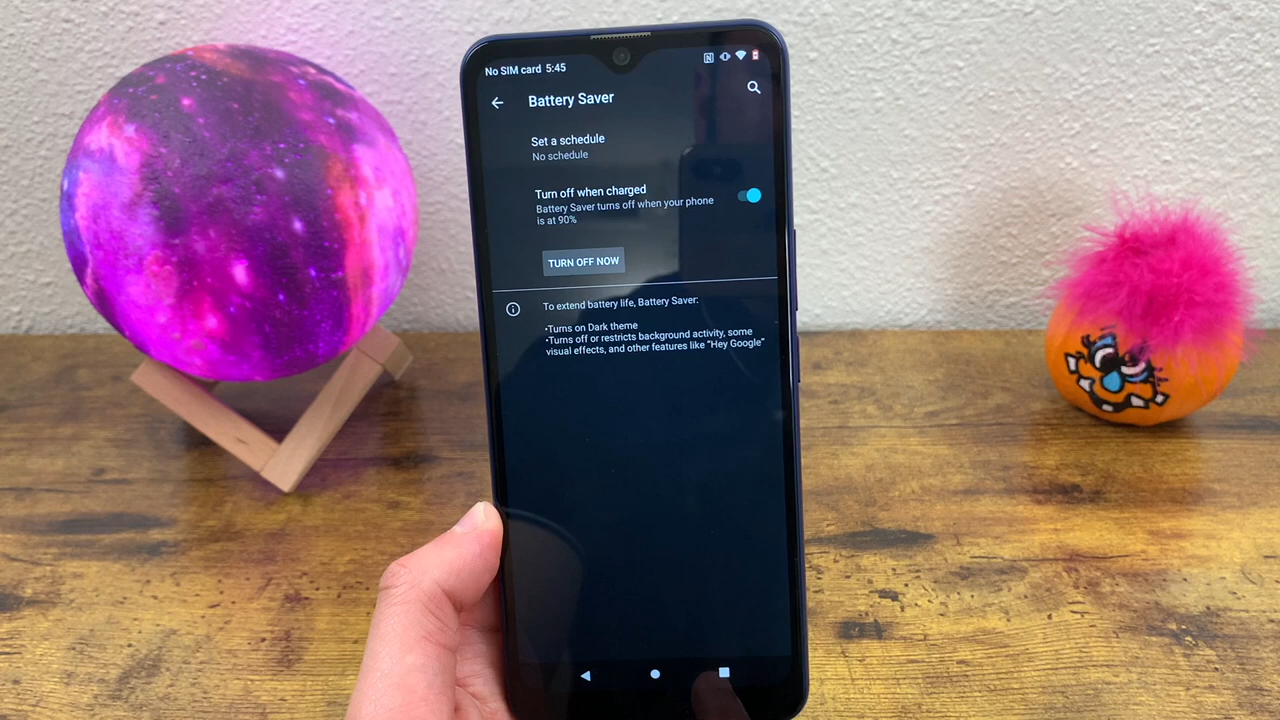 No SIM card 5:45
Battery Saver
Set a schedule
No schedule
Turn off when charged
Battery Saver turns off when your phone
is at 90%
TURN OFF NOW
To extend battery life, Battery Saver:
•Turns on Dark theme
•Turns off or restricts background activity, some
visual effects, and other features like “Hey Google”